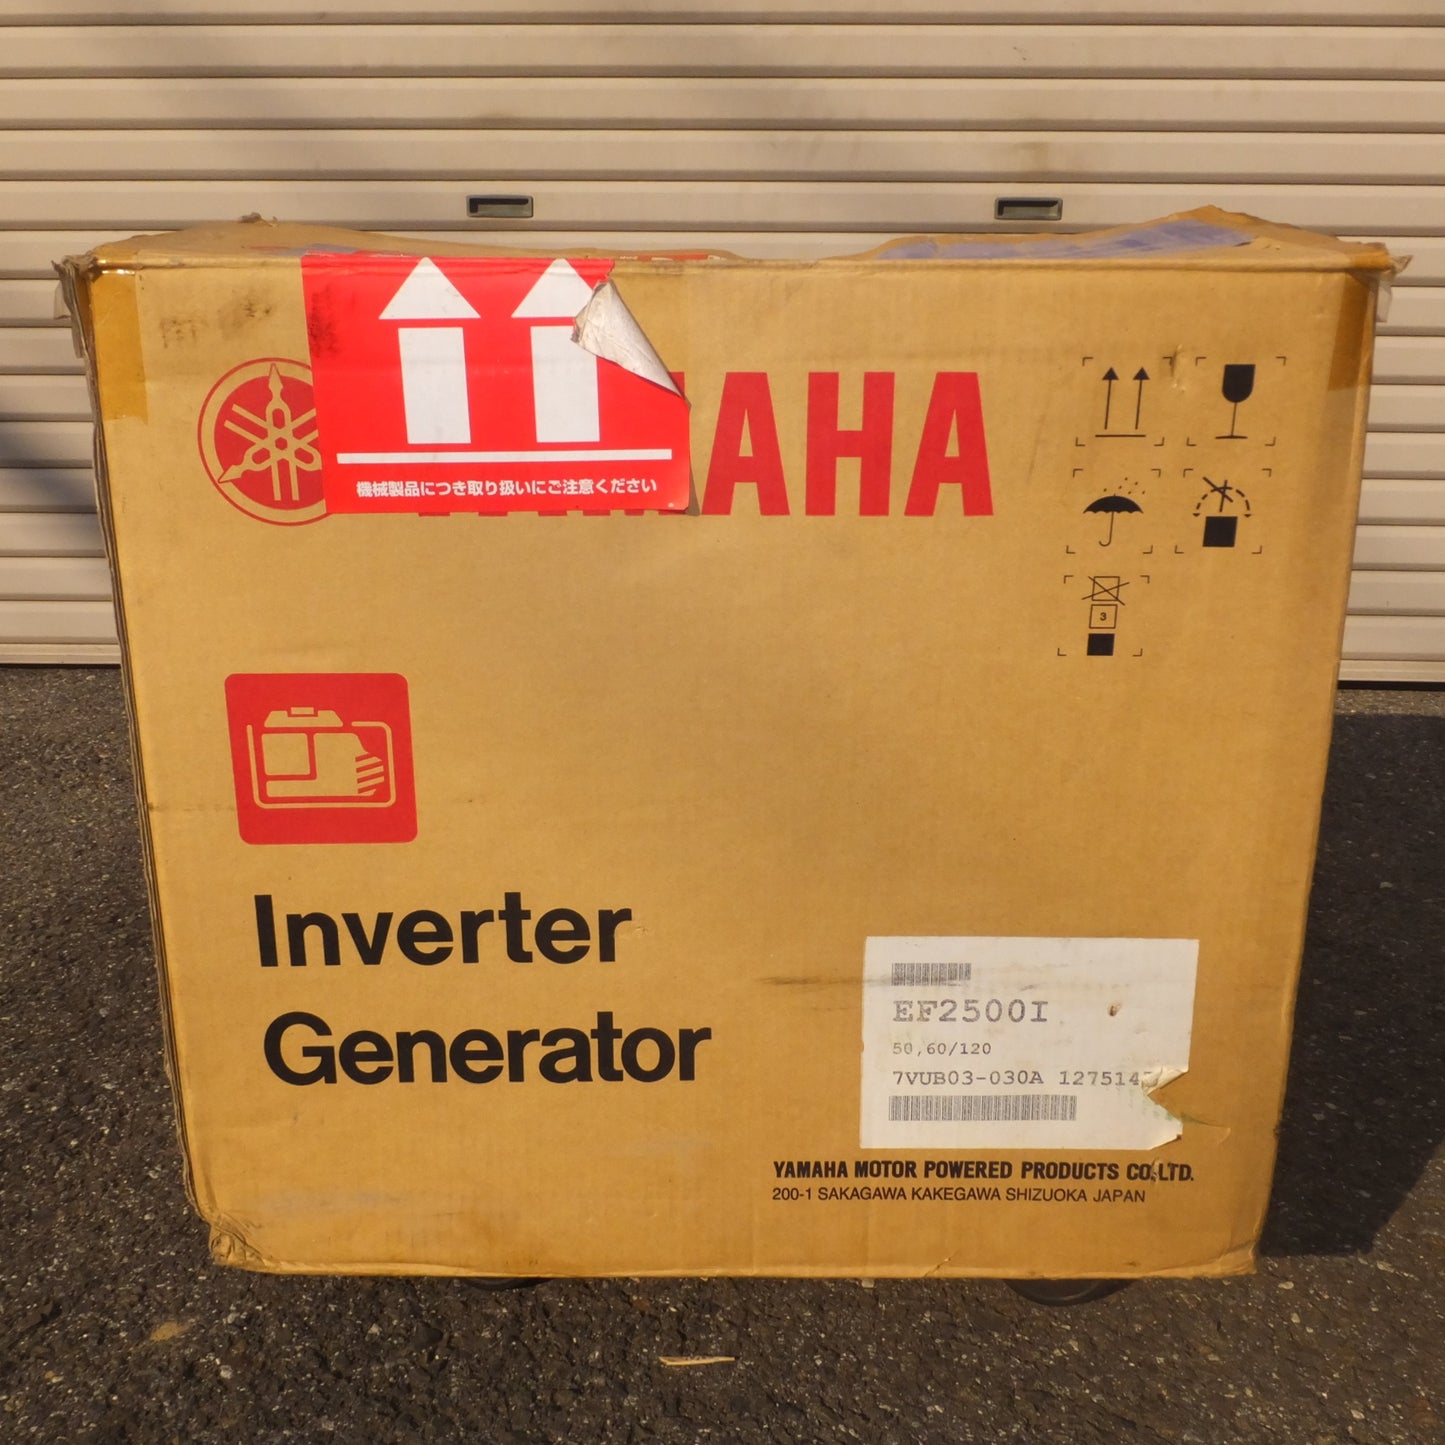 YAMAHA
機械製品につき取り扱いにご注意ください
3
Inverter
Generator
EF2500I
50,60/120
7VUB03-030A
YAMAHA MOTOR POWERED PRODUCTS CO.,LTD.
200-1 SAKAGAWA KAKEGAWA SHIZUOKA JAPAN